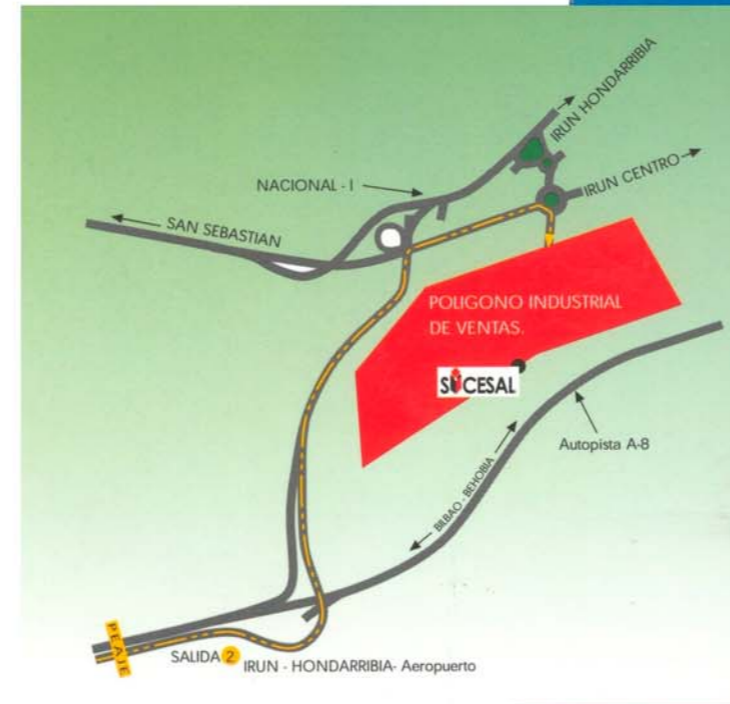 IRUN HONDARRIBIA
NACIONAL - I
IRUN CENTRO
SAN SEBASTIAN
POLIGONO INDUSTRIAL
DE VENTAS.
SUCESAL
Autopista A-8
BILBAO - BEHOBIA
PEAJE
SALIDA 2 IRUN - HONDARRIBIA- Aeropuerto